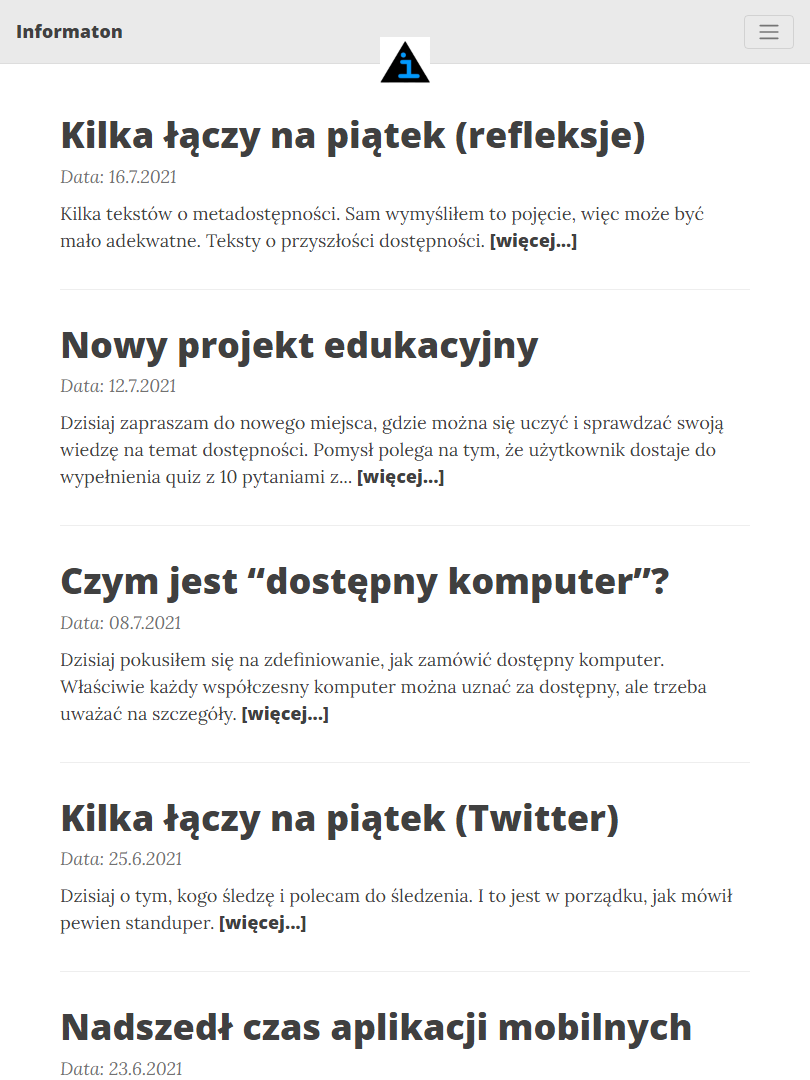 Informaton
i
Kilka łączy na piątek (refleksje)
Data: 16.7.2021
Kilka tekstów o metadostępności. Sam wymyśliłem to pojęcie, więc może być
mało adekwatne. Teksty o przyszłości dostępności. [więcej...]
Nowy projekt edukacyjny
Data: 12.7.2021
Dzisiaj zapraszam do nowego miejsca, gdzie można się uczyć i sprawdzać swoją
wiedzę na temat dostępności. Pomysł polega na tym, że użytkownik dostaje do
wypełnienia quiz z 10 pytaniami z... [więcej...]
Czym jest “dostępny komputer”?
Data: 08.7.2021
Dzisiaj pokusiłem się na zdefiniowanie, jak zamówić dostępny komputer.
Właściwie każdy współczesny komputer można uznać za dostępny, ale trzeba
uważać na szczegóły. [więcej...]
Kilka łączy na piątek (Twitter)
Data: 25.6.2021
Dzisiaj o tym, kogo śledzę i polecam do śledzenia. I to jest w porządku, jak mówił
pewien standuper. [więcej...]
Nadszedł czas aplikacji mobilnych
Data: 23.6.2021